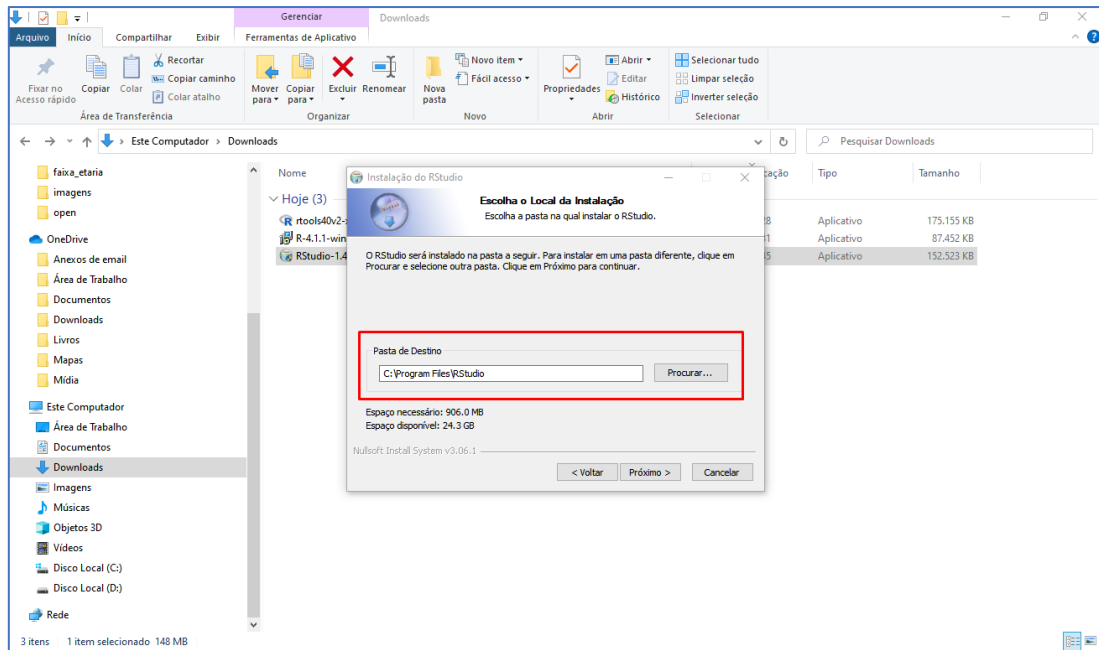 Gerenciar Downloads
Arquivo Início Compartilhar Exibir Ferramentas de Aplicativo
Fixar no Acesso rápido
Copiar
Colar
Recortar
Copiar caminho
Colar atalho
Área de Transferência
Mover para
Copiar para
Excluir
Renomear
Organizar
Nova pasta
Novo item
Fácil acesso
Novo
Propriedades
Abrir
Editar
Histórico
Abrir
Selecionar tudo
Limpar seleção
Inverter seleção
Selecionar
Este Computador > Downloads
Pesquisar Downloads
faixa_etaria
imagens
open
OneDrive
Anexos de email
Área de Trabalho
Documentos
Downloads
Livros
Mapas
Mídia
Este Computador
Área de Trabalho
Documentos
Downloads
Imagens
Músicas
Objetos 3D
Vídeos
Disco Local (C:)
Disco Local (D:)
Rede
Nome Tipo Tamanho
Hoje (3)
rtools40v2- Aplicativo 175.155 KB
R-4.1.1-win Aplicativo 87.452 KB
RStudio-1.4 Aplicativo 152.523 KB
Instalação do RStudio
Escolha o Local da Instalação
Escolha a pasta na qual instalar o RStudio.
O RStudio será instalado na pasta a seguir. Para instalar em uma pasta diferente, clique em
Procurar e selecione outra pasta. Clique em Próximo para continuar.
Pasta de Destino
C:\Program Files\RStudio
Procurar...
Espaço necessário: 906.0 MB
Espaço disponível: 24.3 GB
Nullsoft Install System v3.06.1
< Voltar Próximo > Cancelar
3 itens 1 item selecionado 148 MB